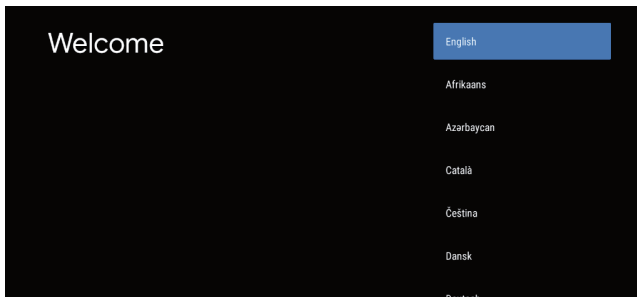 Welcome
English
Afrikaans
Azərbaycan
Català
Čeština
Dansk